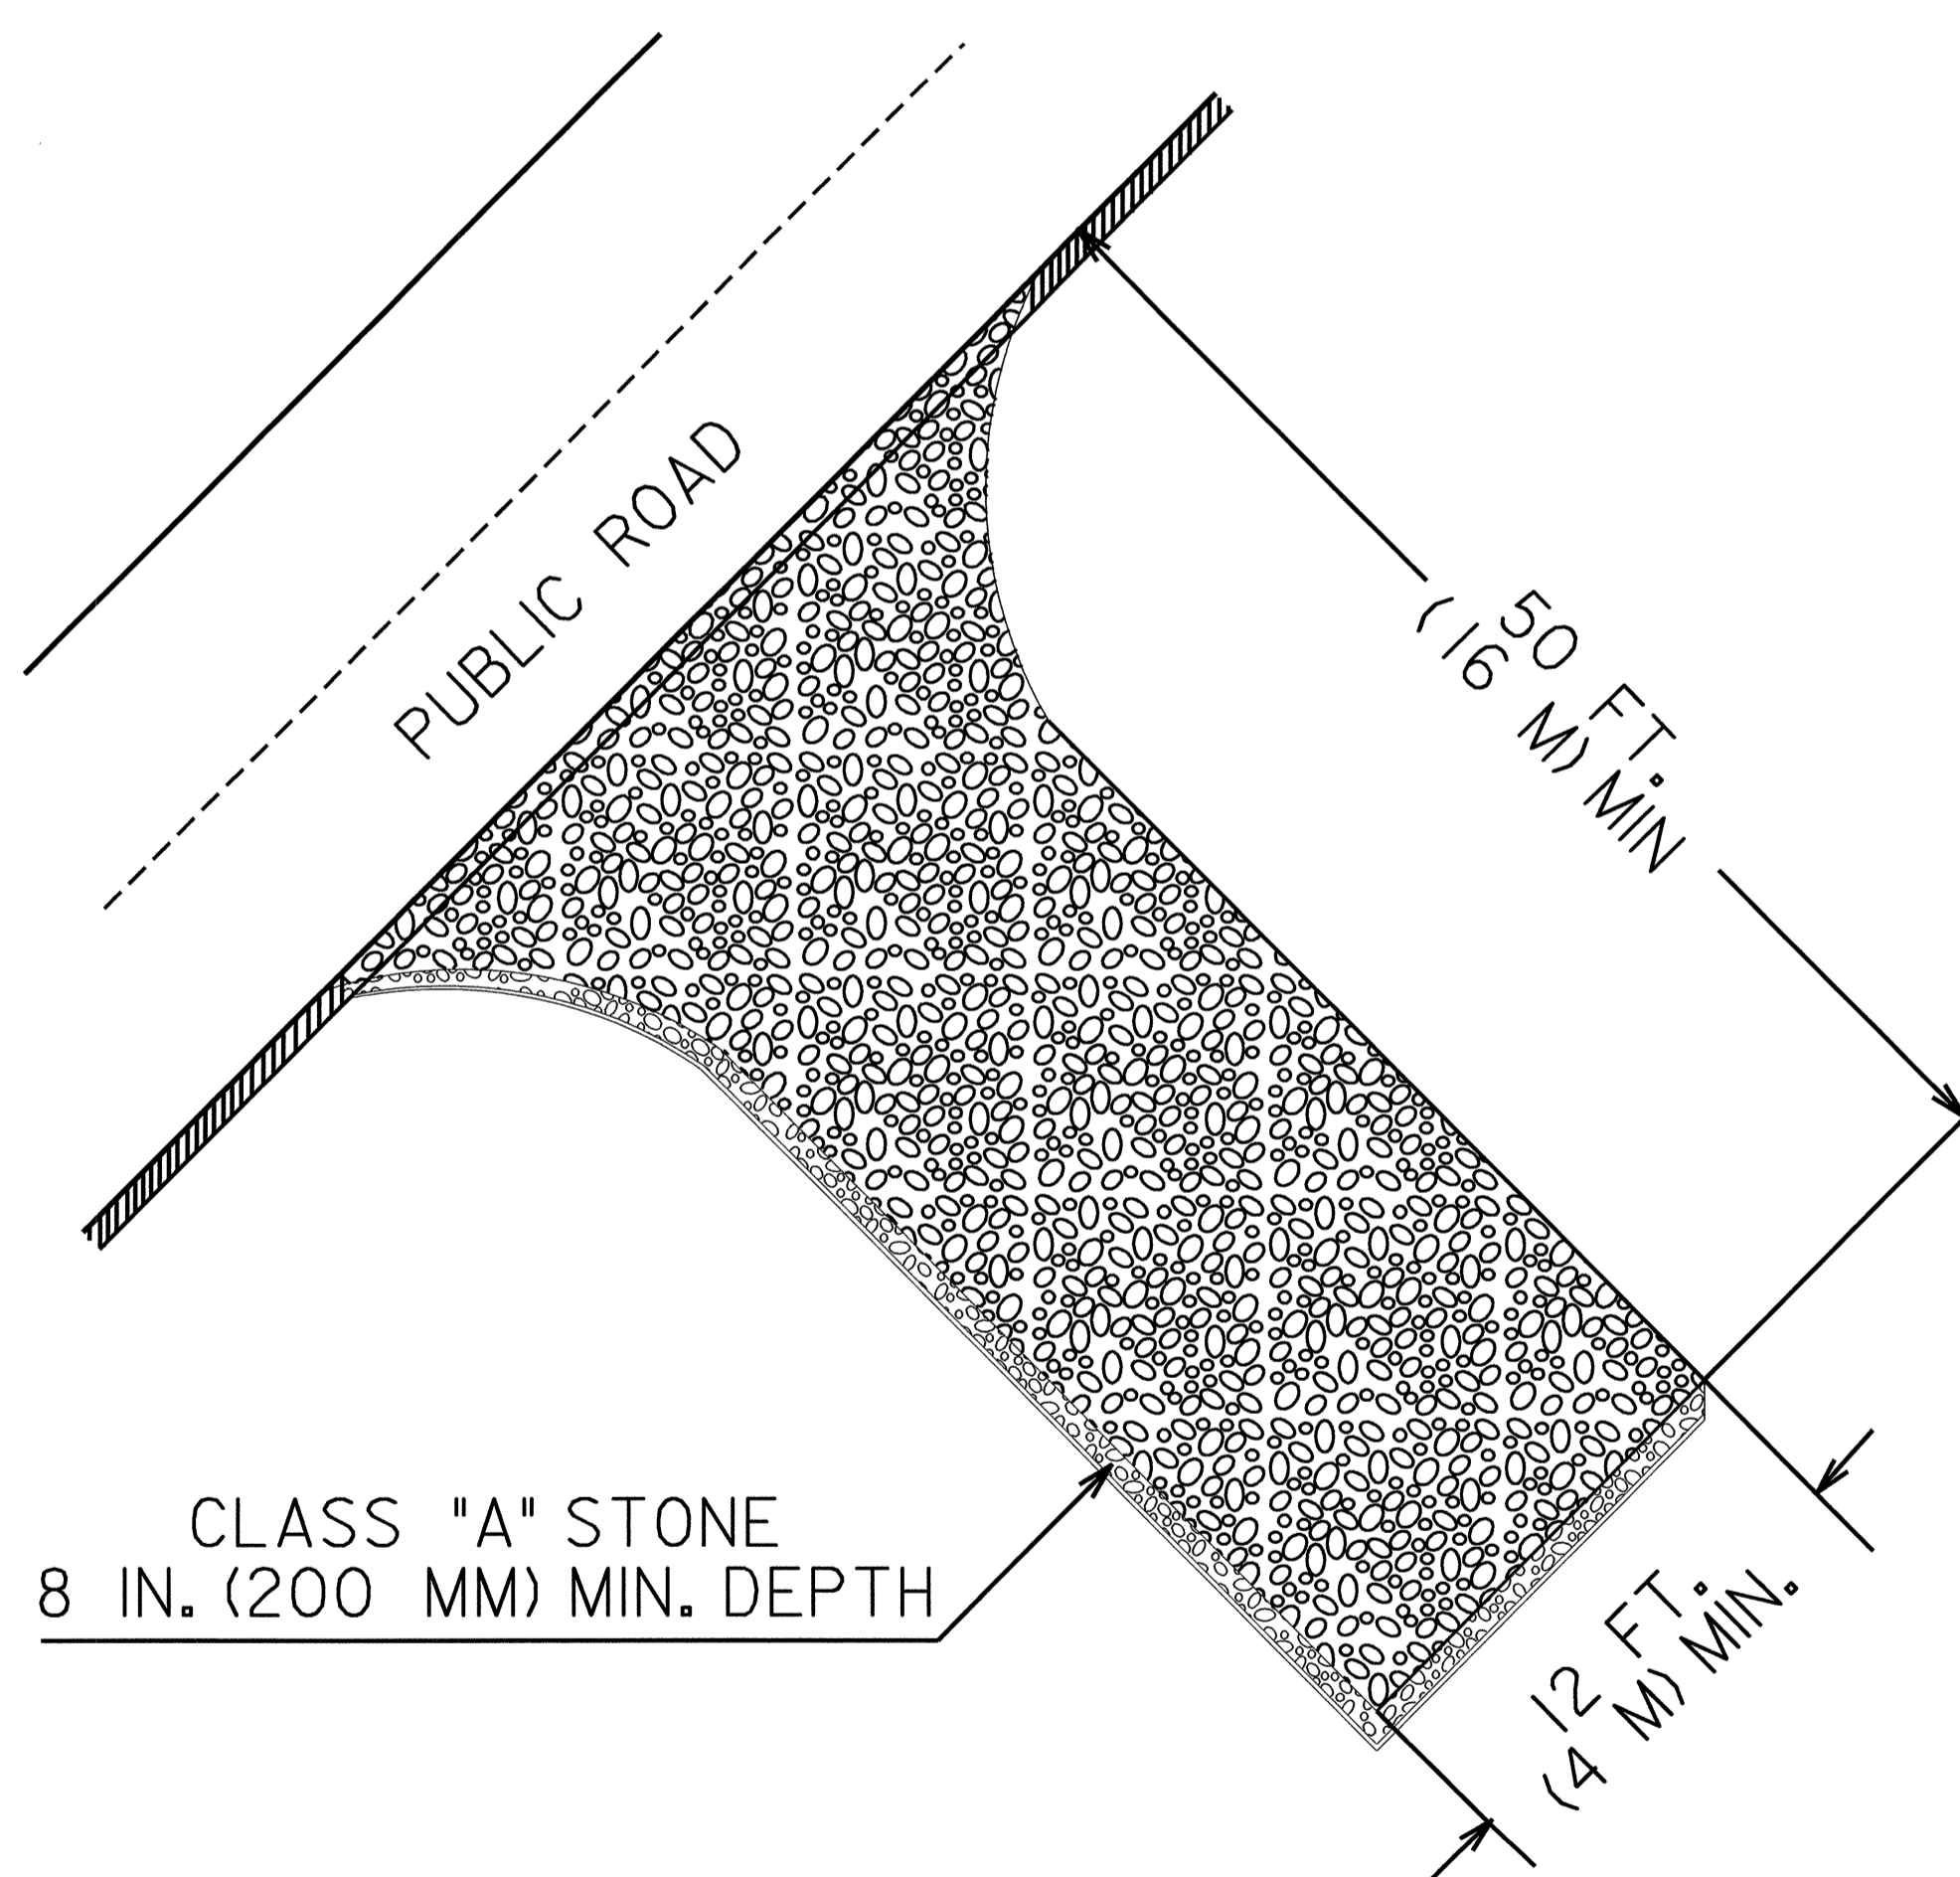 PUBLIC ROAD
50 FT.
(16 M) MIN
CLASS "A" STONE
8 IN. (200 MM) MIN. DEPTH
12 FT.
(4 M) MIN.